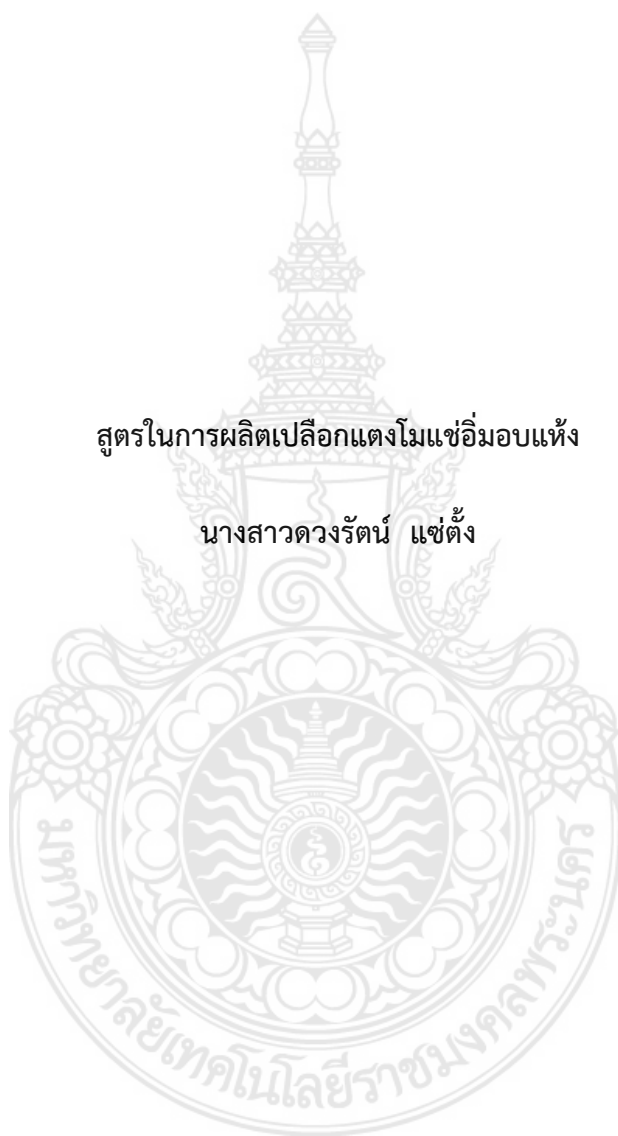 สูตรในการผลิตเปลือกแตงโมแช่อิ่มอบแห้ง
นางสาวดวงรัตน์ แซ่ตั้ง
มหาวิทยาลัยเทคโนโลยีราชมงคลพระนคร